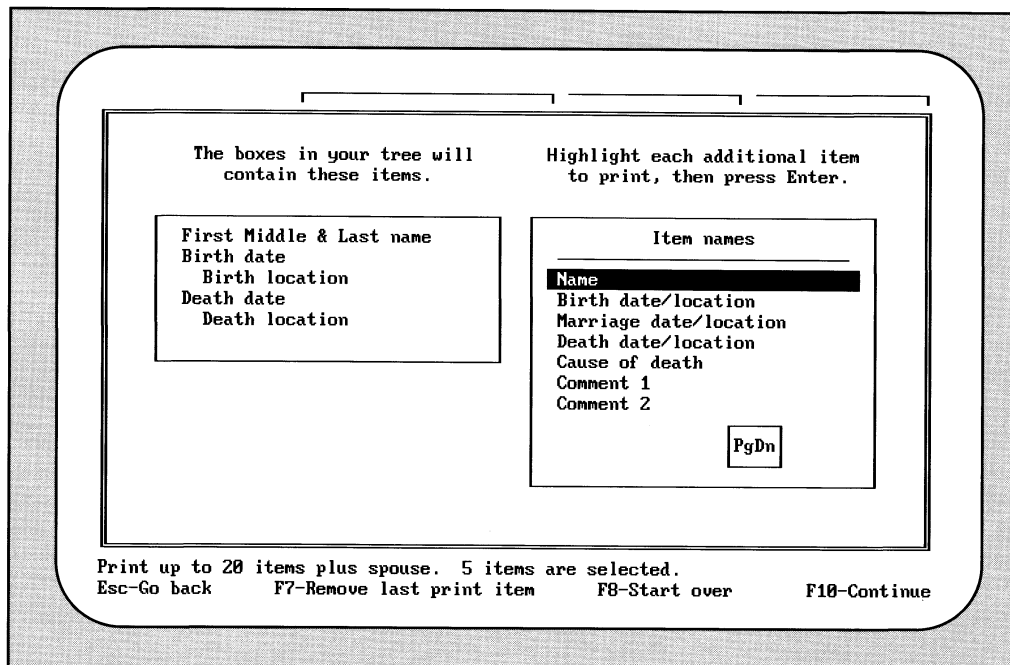 The boxes in your tree will
contain these items.
First Middle & Last name
Birth date
Birth location
Death date
Death location
Highlight each additional item
to print, then press Enter.
Item names
Name
Birth date/location
Marriage date/location
Death date/location
Cause of death
Comment 1
Comment 2
PgDn
Print up to 20 items plus spouse. 5 items are selected.
Esc-Go back F7-Remove last print item F8-Start over F10-Continue